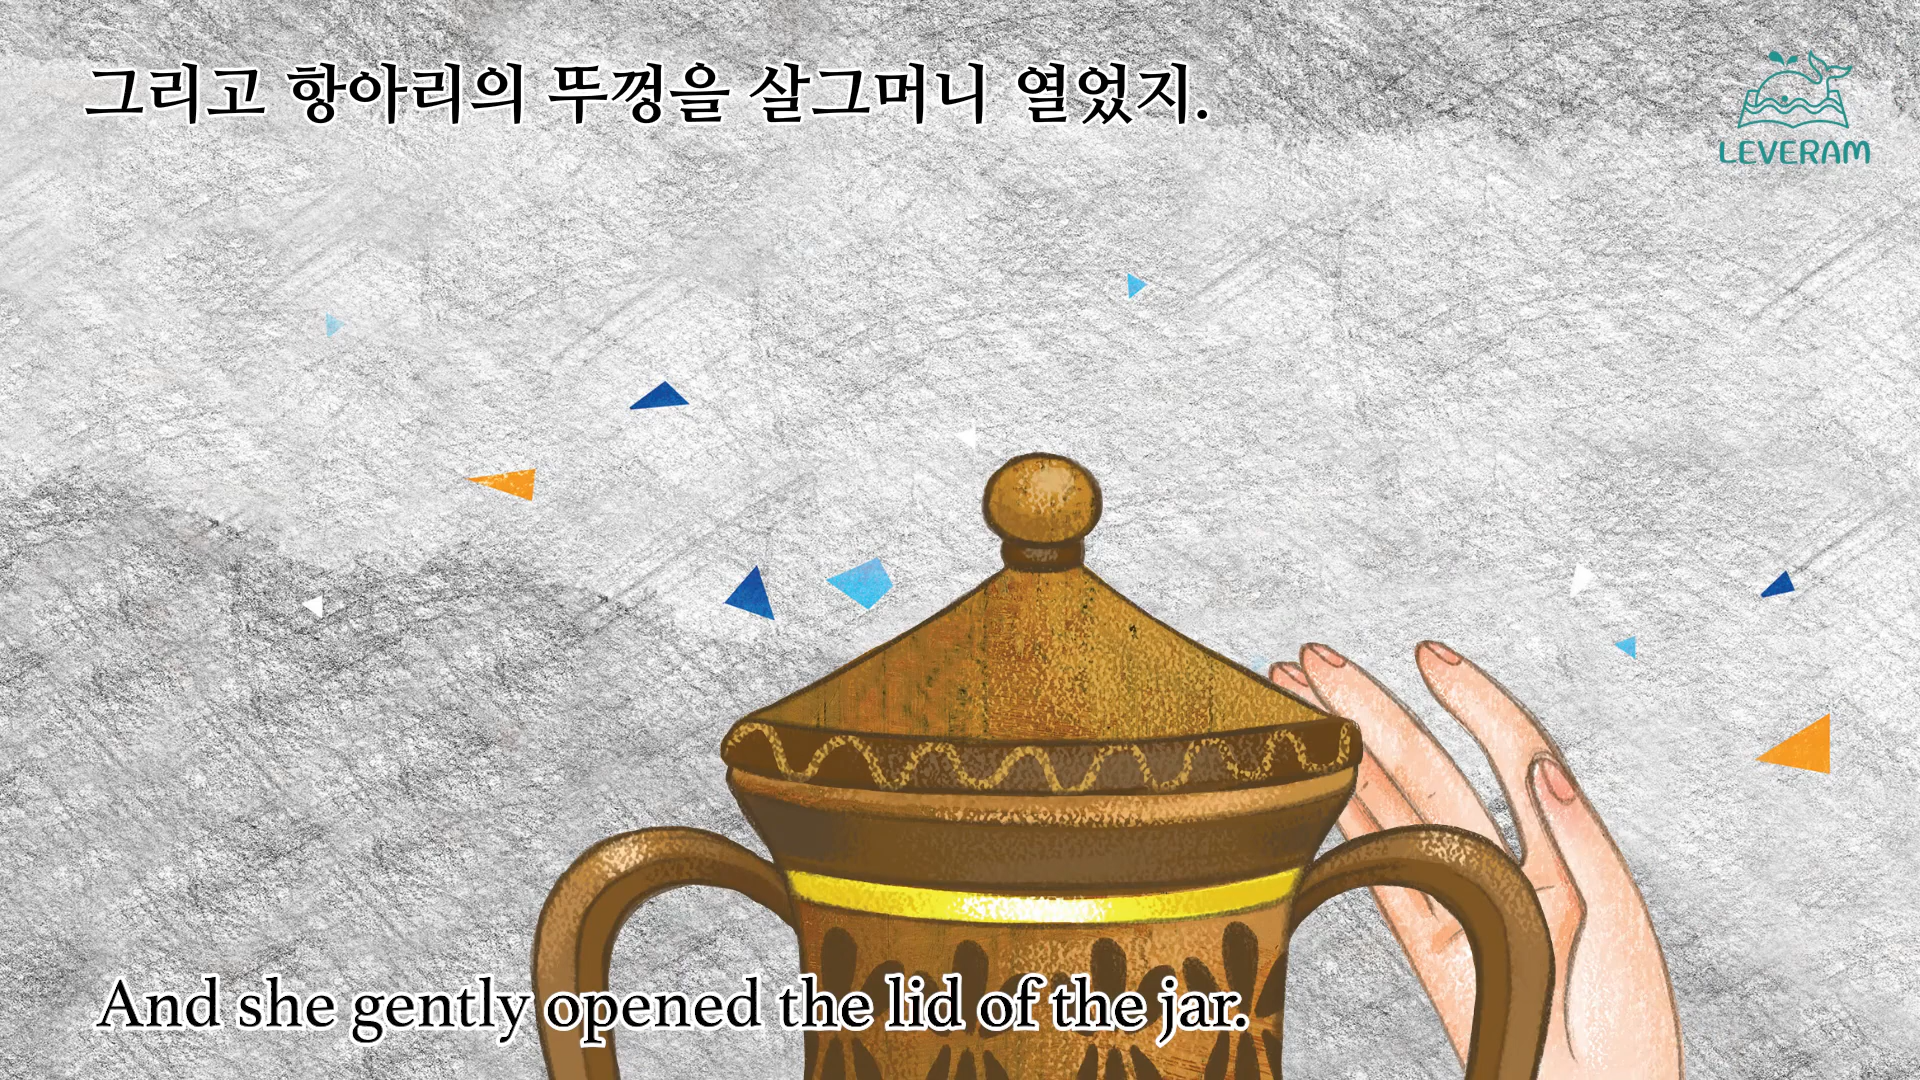 그리고 항아리의 뚜껑을 살그머니 열었지.
LEVERAM
And she gently opened the lid of the jar.